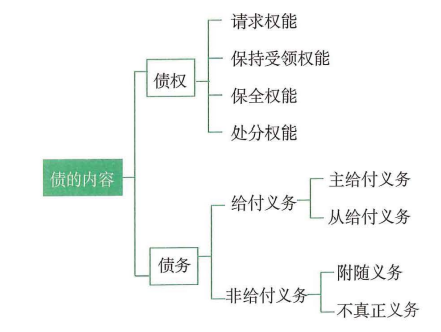 债的内容
债权
请求权能
保持受领权能
保全权能
处分权能
债务
给付义务
主给付义务
从给付义务
非给付义务
附随义务
不真正义务